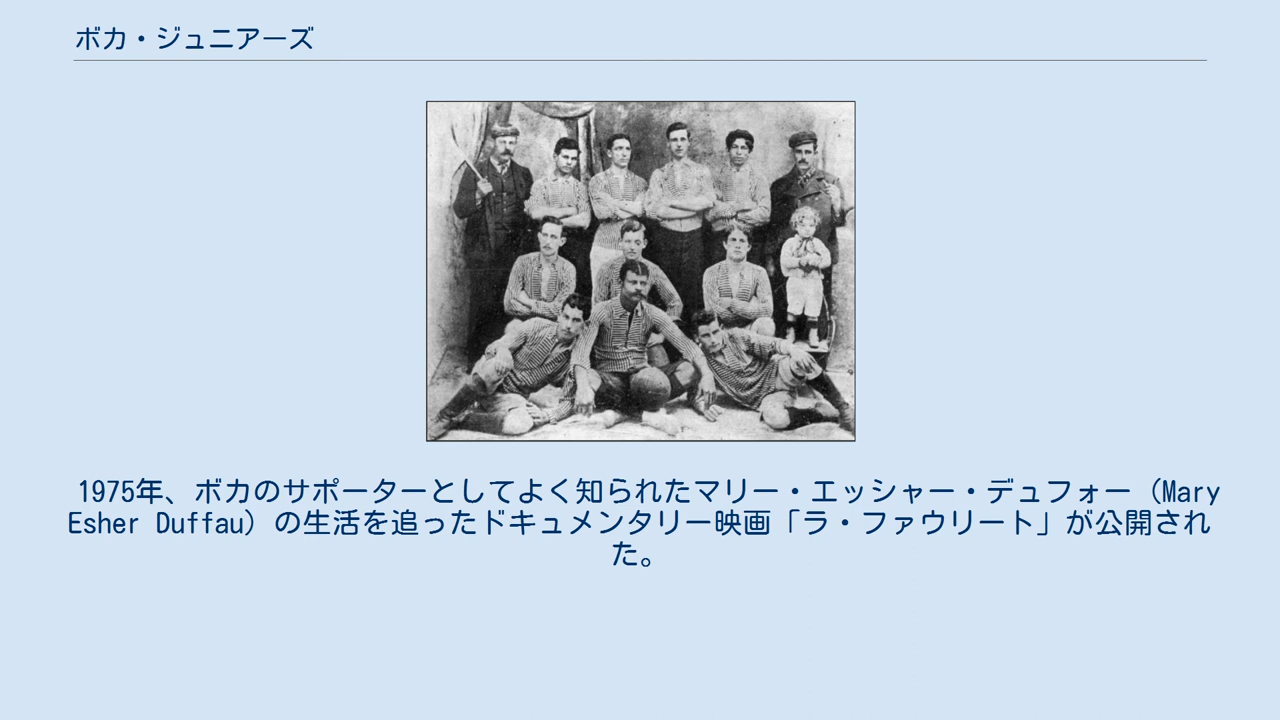 ボカ・ジュニアーズ
1975年、ボカのサポーターとしてよく知られたマリー・エッシャー・デュフォー（Mary
Esher Duffau）の生活を追ったドキュメンタリー映画「ラ・ファウリート」が公開され
た。